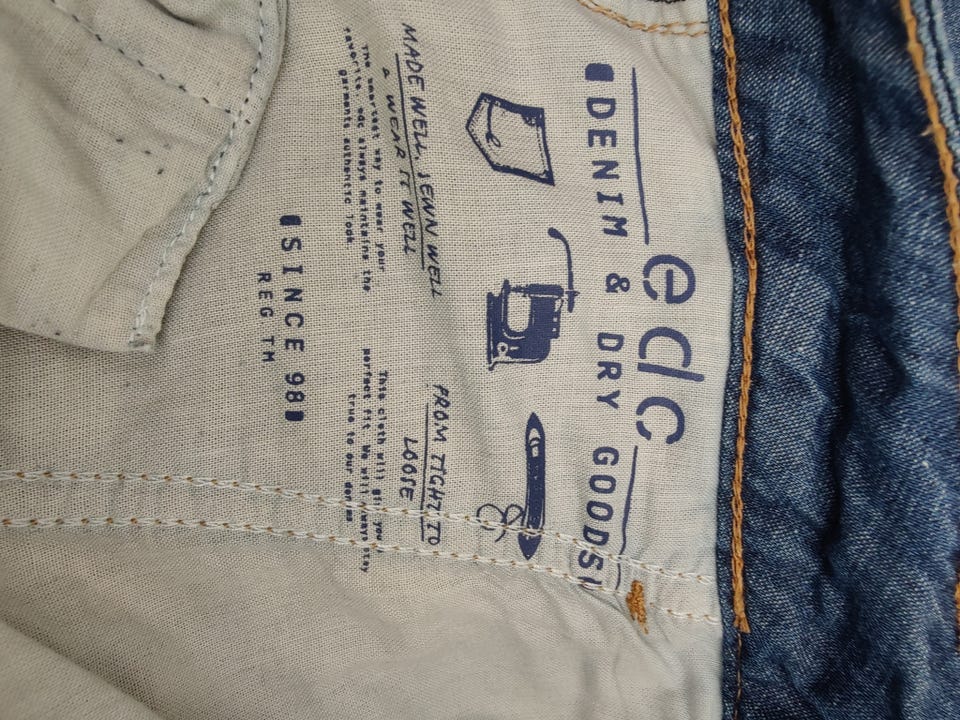 edc
DENIM & DRY GOODS
e
MADE WELL. SEWN WELL
& WEAR IT WELL
The smartest way to wear your
favorite. edc always maintains the
garments authentic look.
FROM TIGHT TO
LOOSE
This cloth will give you
perfect fit. We will always stay
true to our denim
SINCE 98
REG TM